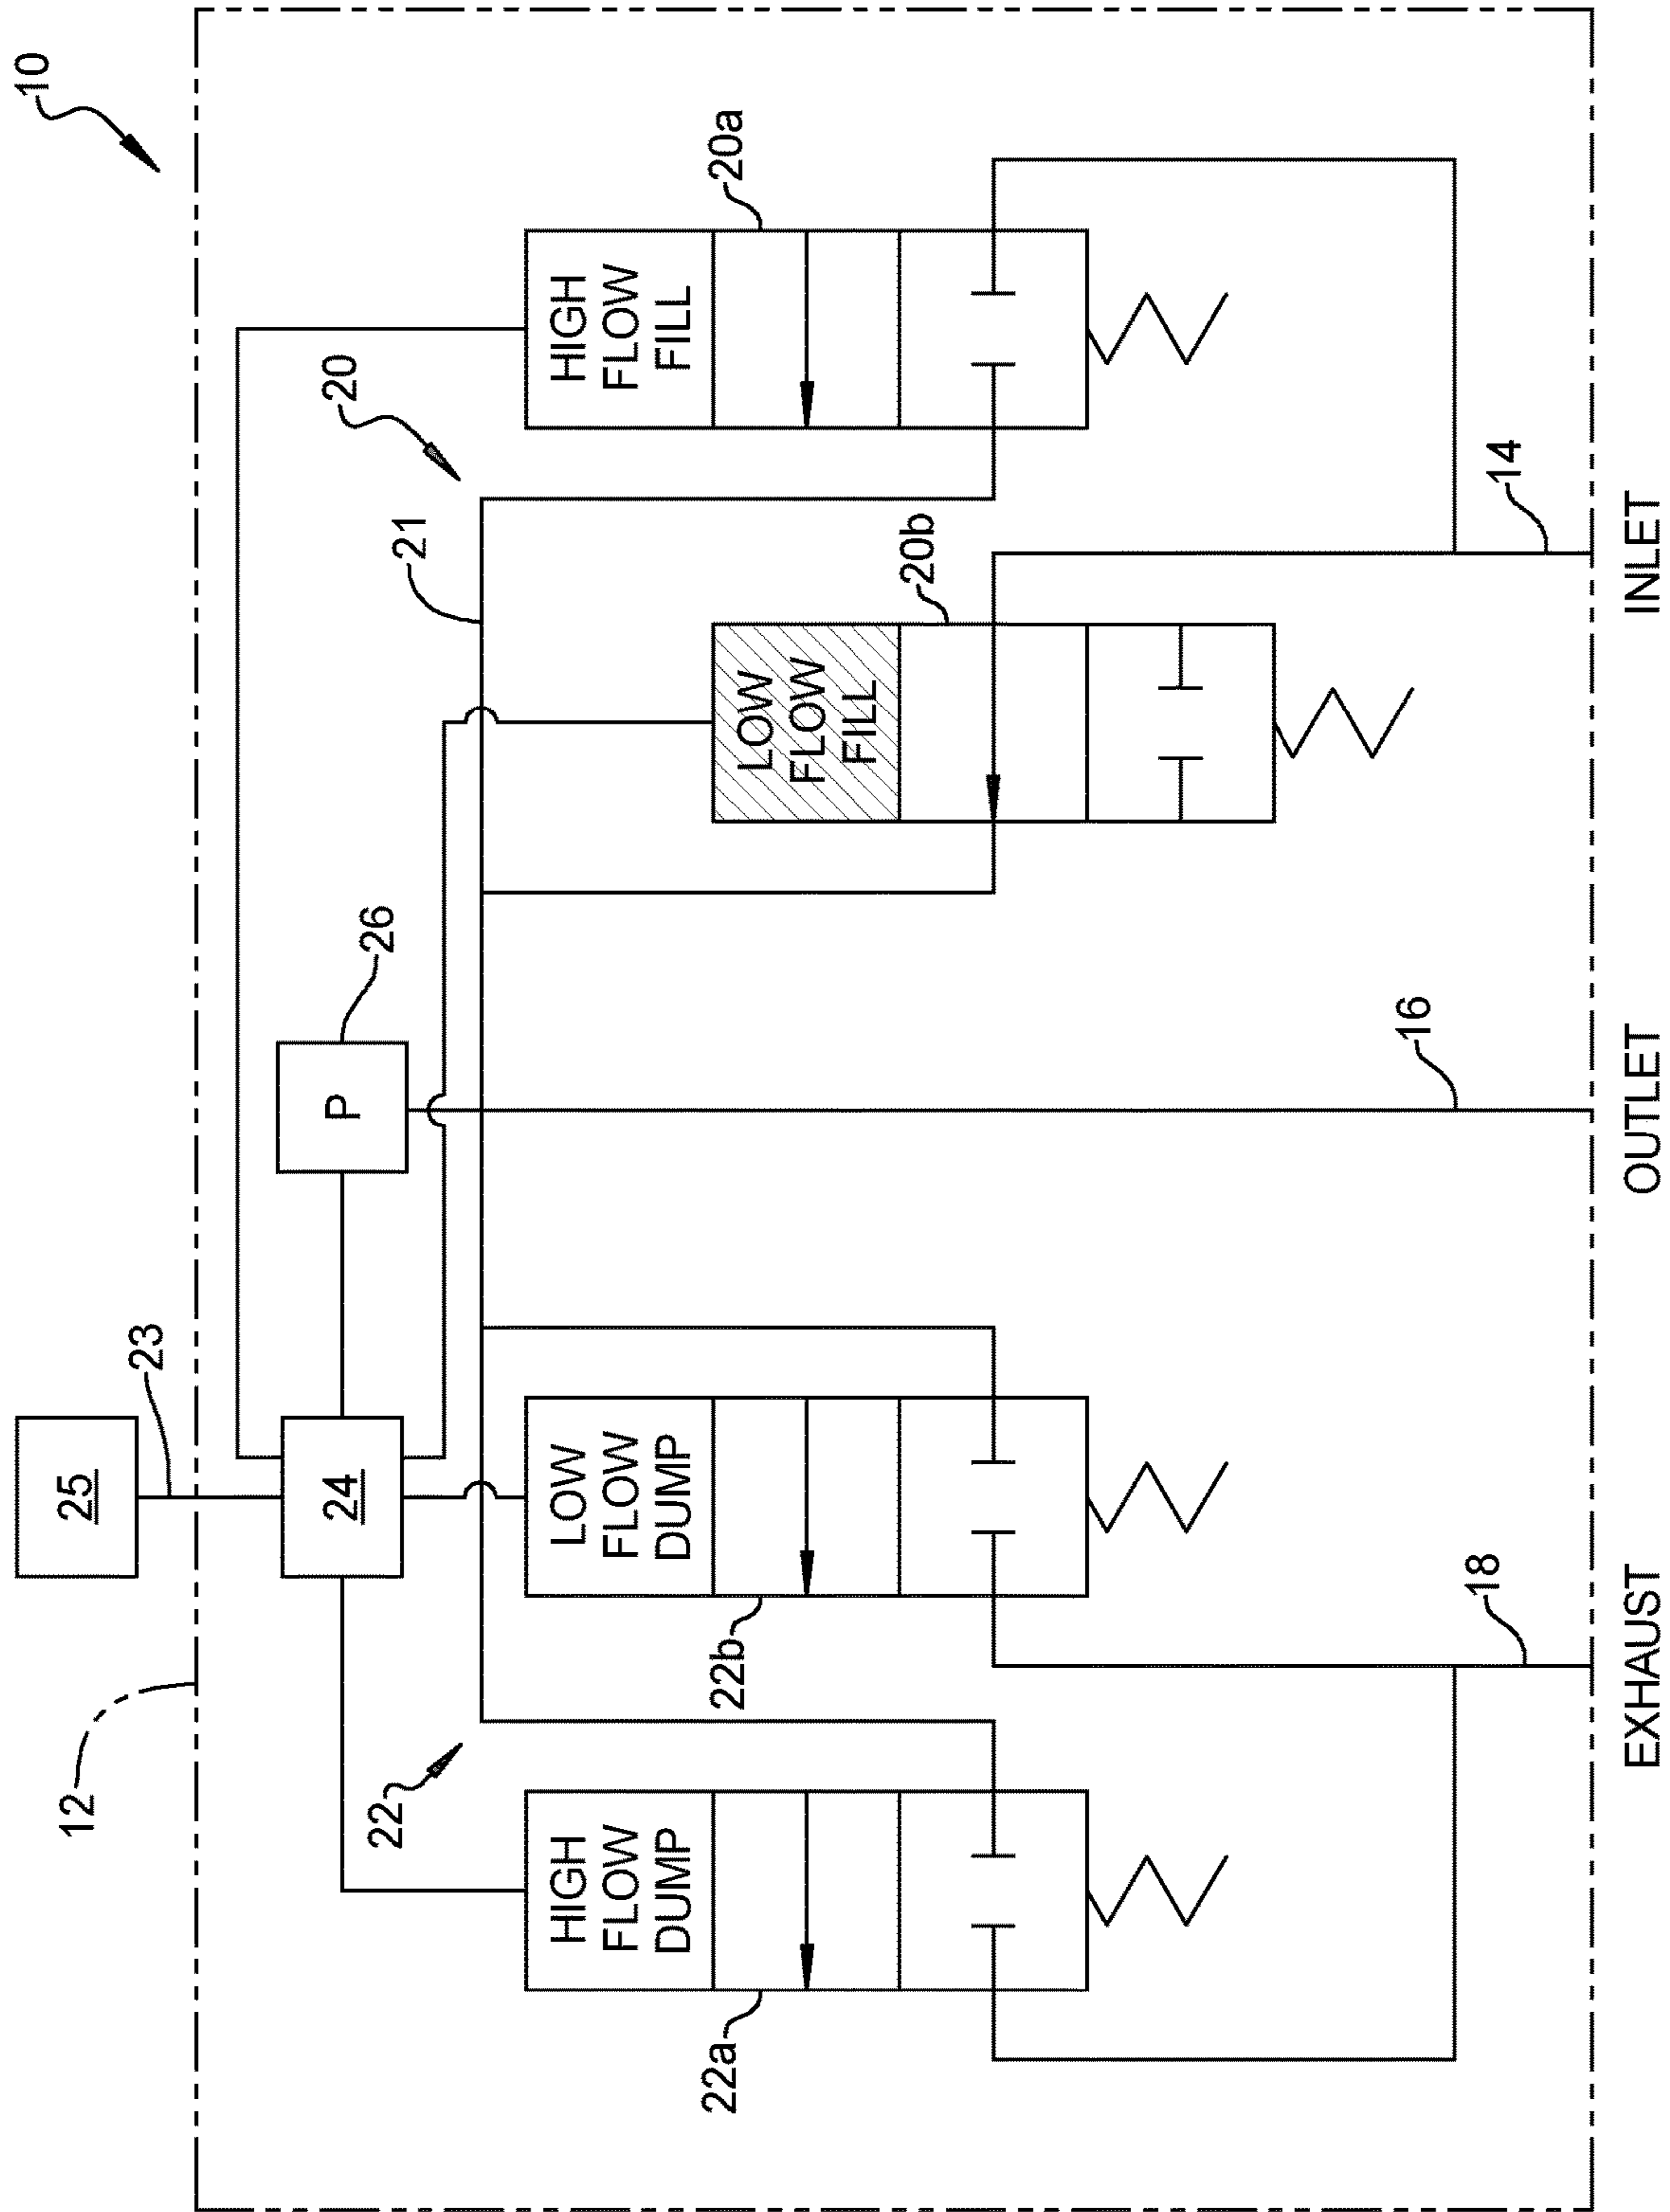 10
12
25
23
24
P
26
20
21
22
HIGH
FLOW
DUMP
22a
LOW
FLOW
DUMP
22b
LOW
FLOW
FILL
20b
HIGH
FLOW
FILL
20a
18
16
14
EXHAUST
OUTLET
INLET